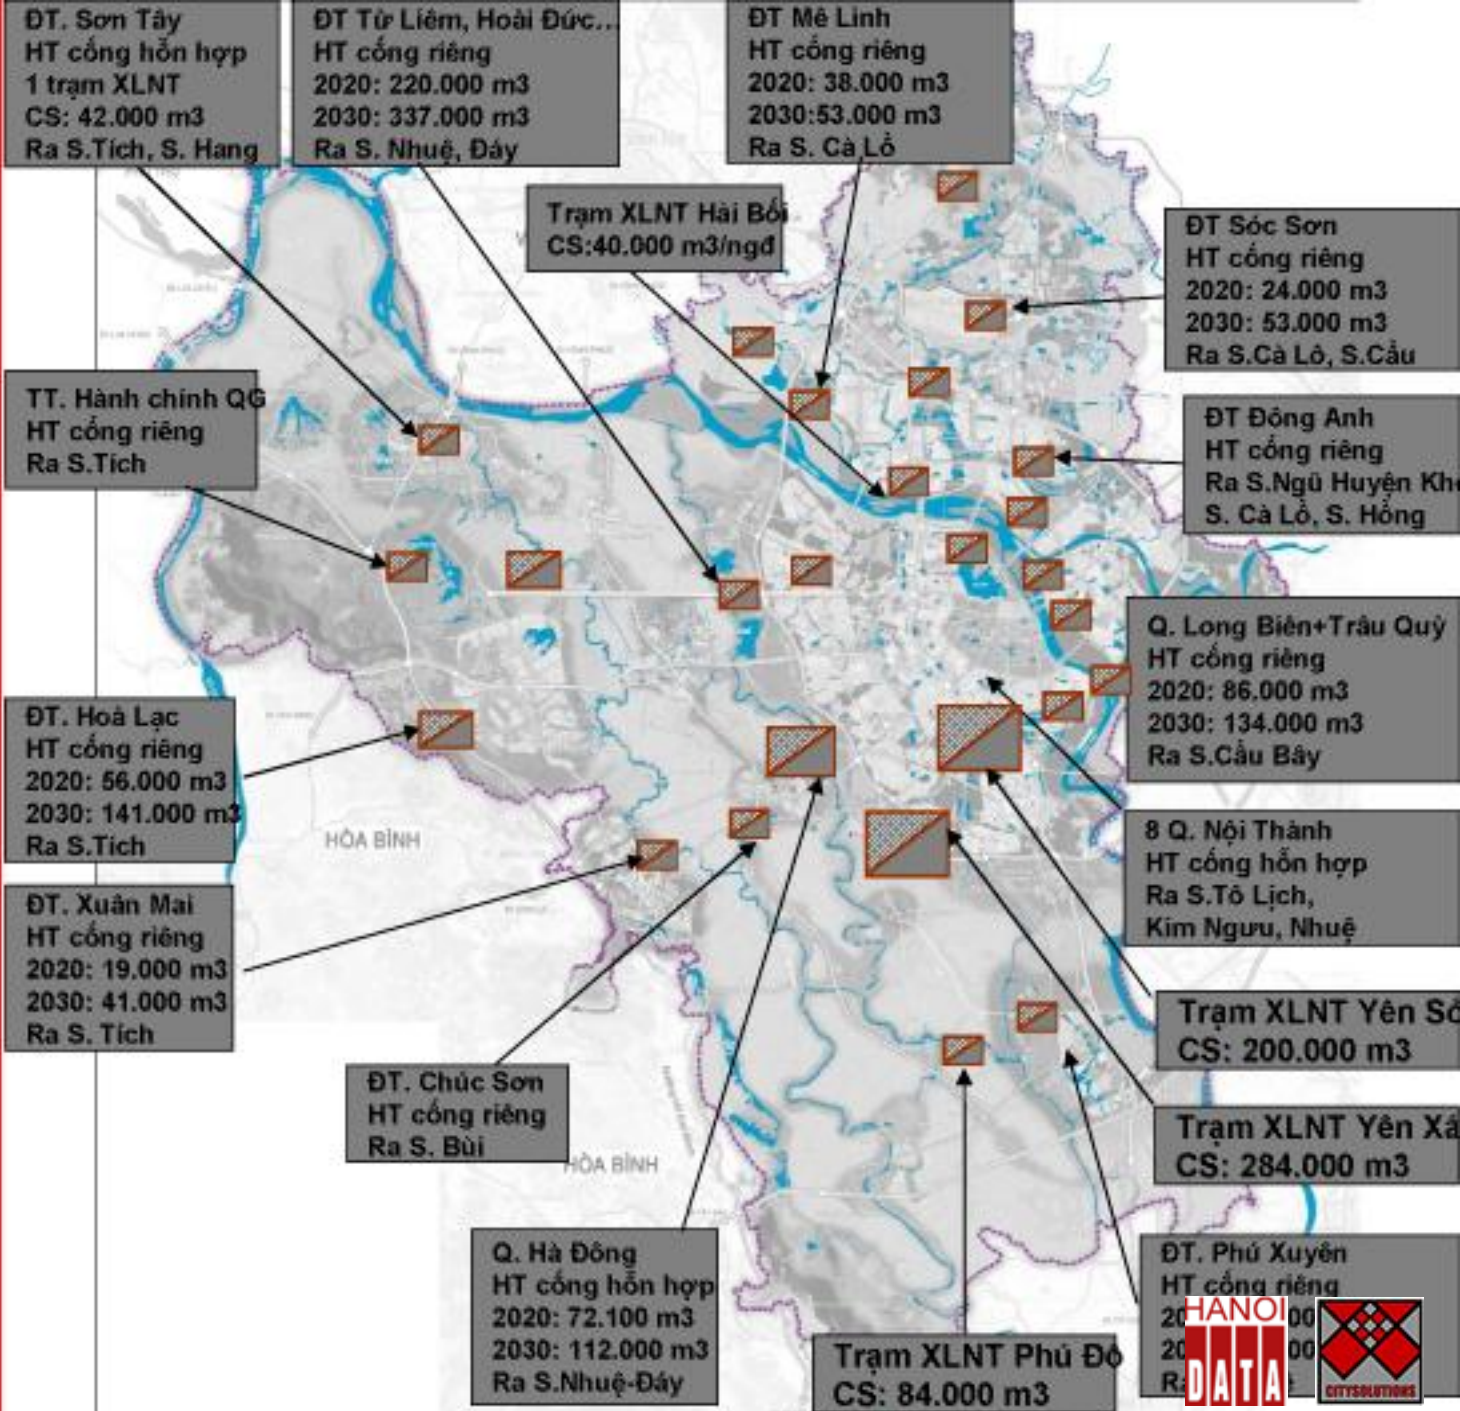 ĐT. Sơn Tây
HT cống hỗn hợp
1 trạm XLNT
CS: 42.000 m3
Ra S.Tích, S. Hang
ĐT Từ Liêm, Hoài Đức...
HT cống riêng
2020: 220.000 m3
2030: 337.000 m3
Ra S. Nhuệ, Đáy
ĐT Mê Linh
HT cống riêng
2020: 38.000 m3
2030:53.000 m3
Ra S. Cà Lồ
Trạm XLNT Hải Bối
CS:40.000 m3/ngđ
ĐT Sóc Sơn
HT cống riêng
2020: 24.000 m3
2030: 53.000 m3
Ra S.Cà Lồ, S.Cầu
TT. Hành chính QG
HT cống riêng
Ra S.Tích
ĐT Đông Anh
HT cống riêng
Ra S.Ngũ Huyện Khê
S. Cà Lồ, S. Hồng
Q. Long Biên+Trâu Quỳ
HT cống riêng
2020: 86.000 m3
2030: 134.000 m3
Ra S.Cầu Bây
ĐT. Hoà Lạc
HT cống riêng
2020: 56.000 m3
2030: 141.000 m3
Ra S.Tích
HÒA BÌNH
8 Q. Nội Thành
HT cống hỗn hợp
Ra S.Tô Lịch,
Kim Ngưu, Nhuệ
ĐT. Xuân Mai
HT cống riêng
2020: 19.000 m3
2030: 41.000 m3
Ra S. Tích
Trạm XLNT Yên Sở
CS: 200.000 m3
ĐT. Chúc Sơn
HT cống riêng
Ra S. Bùi
HÒA BÌNH
Trạm XLNT Yên Xá
CS: 284.000 m3
Q. Hà Đông
HT cống hỗn hợp
2020: 72.100 m3
2030: 112.000 m3
Ra S.Nhuệ-Đáy
Trạm XLNT Phú Đô
CS: 84.000 m3
ĐT. Phú Xuyên
HT cống riêng
HANOI
DATA
CITYSOLUTIONS